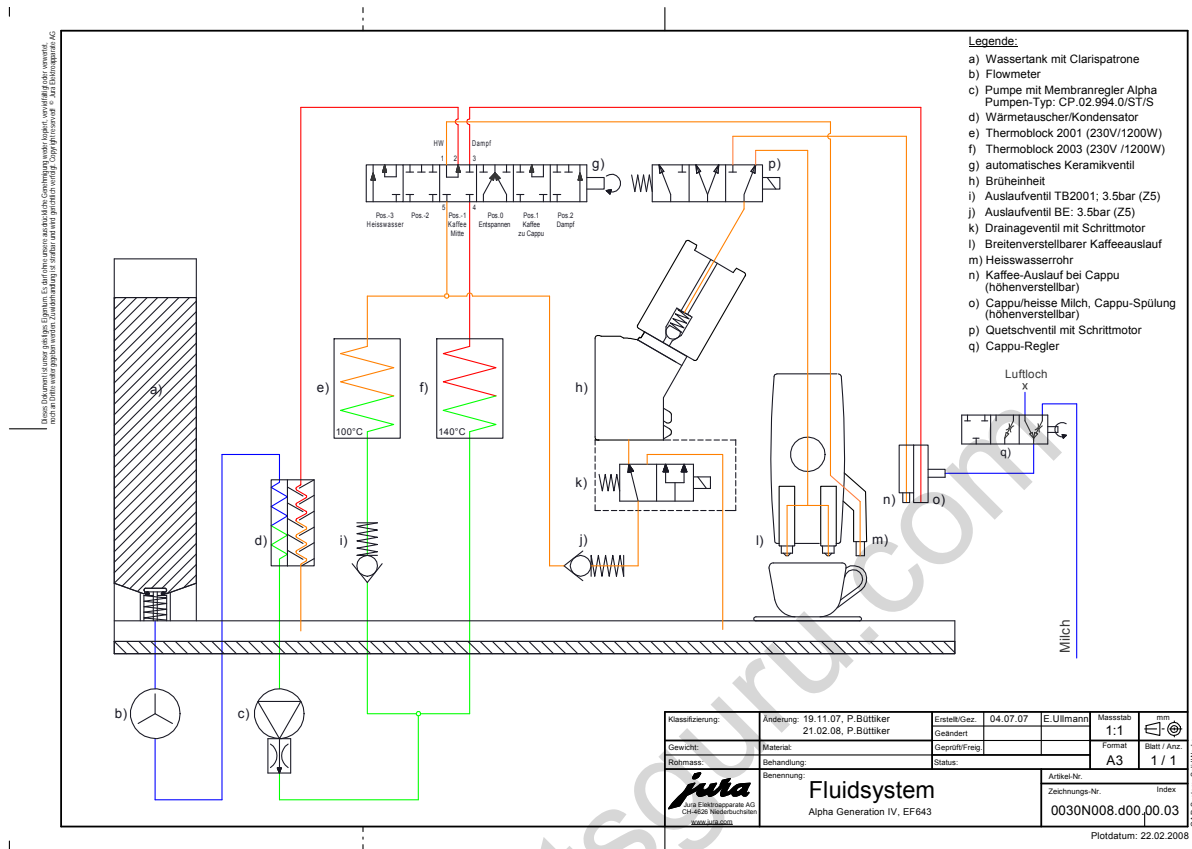 Legende:
a) Wassertank mit Clarispatrone
b) Flowmeter
c) Pumpe mit Membranregler Alpha
Pumpen-Typ: CP.02.994.0/ST/S
d) Wärmetauscher/Kondensator
e) Thermoblock 2001 (230V/1200W)
f) Thermoblock 2003 (230V /1200W)
g) automatisches Keramikventil
h) Brüheinheit
i) Auslaufventil TB2001; 3.5bar (Z5)
j) Auslaufventil BE: 3.5bar (Z5)
k) Drainageventil mit Schrittmotor
l) Breitenverstellbarer Kaffeeauslauf
m) Heisswasserrohr
n) Kaffee-Auslauf bei Cappu
(höhenverstellbar)
o) Cappu/heisse Milch, Cappu-Spülung
(höhenverstellbar)
p) Quetschventil mit Schrittmotor
q) Cappu-Regler
HW Dampf
1 2 3
g)
p)
5 4
Pos.-3 Heisswasser
Pos.-2
Pos.-1 Kaffee Mitte
Pos.0 Entspannen
Pos.1 Kaffee zu Cappu
Pos.2 Dampf
a)
e)
100°C
f)
140°C
h)
Luftloch
x
q)
k)
n)
o)
d)
i)
j)
l)
m)
Milch
b)
c)
Klassifizierung:
Änderung: 19.11.07, P.Büttiker
21.02.08, P.Büttiker
Erstellt/Gez. 04.07.07 E.Ullmann
Geändert
Geprüft/Freig.
Status:
Massstab
1:1
mm
Format
A3
Blatt / Anz.
1 / 1
Gewicht:
Material:
Rohmass:
Behandlung:
jura
Jura Elektroapparate AG
CH-4626 Niederbuchsiten
www.jura.com
Benennung:
Fluidsystem
Alpha Generation IV, EF643
Artikel-Nr.
Zeichnungs-Nr.
Index
0030N008.d00.00.03
Plotdatum: 22.02.2008
tsguru.com